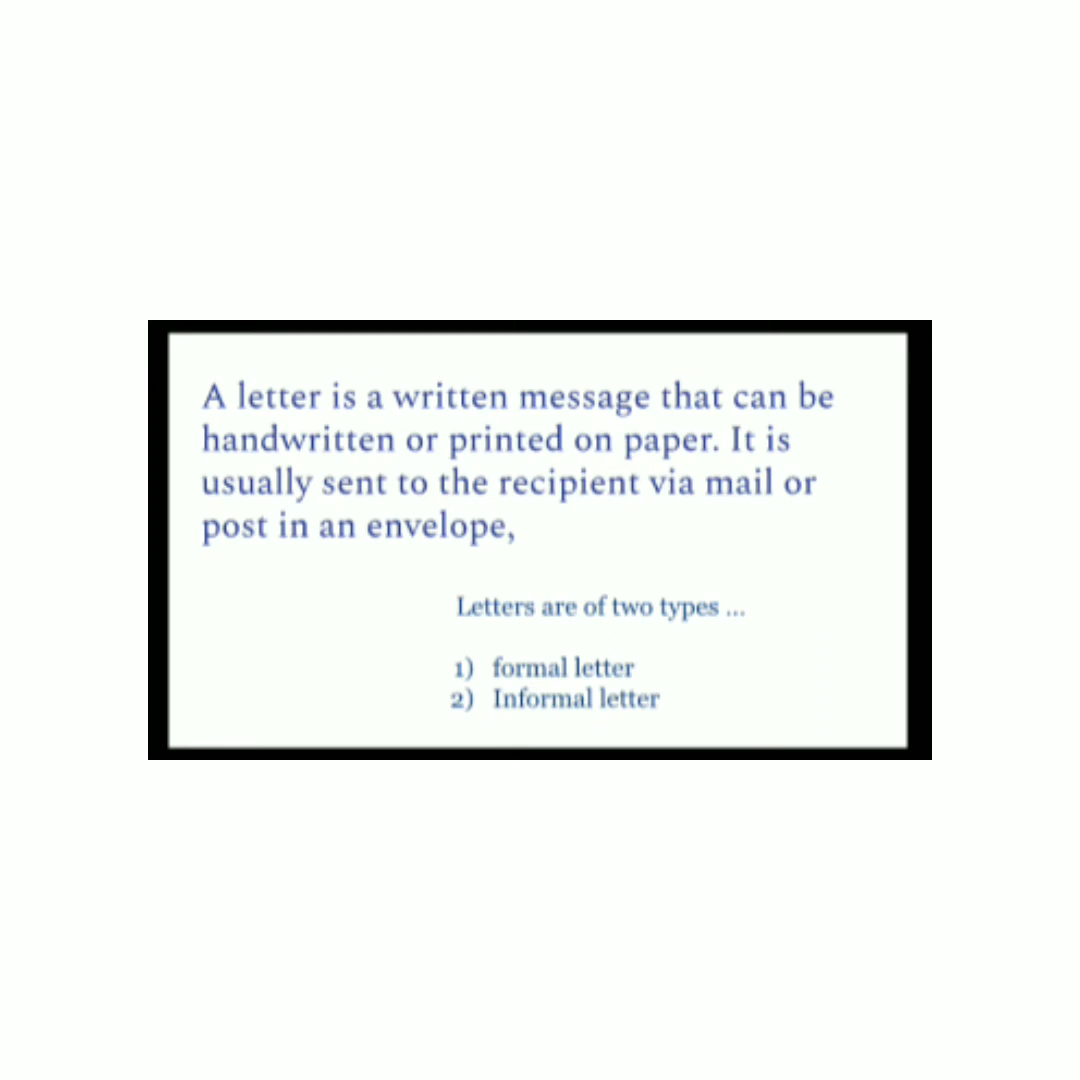 A letter is a written message that can be
handwritten or printed on paper. It is
usually sent to the recipient via mail or
post in an envelope,
Letters are of two types ...
1) formal letter
2) Informal letter